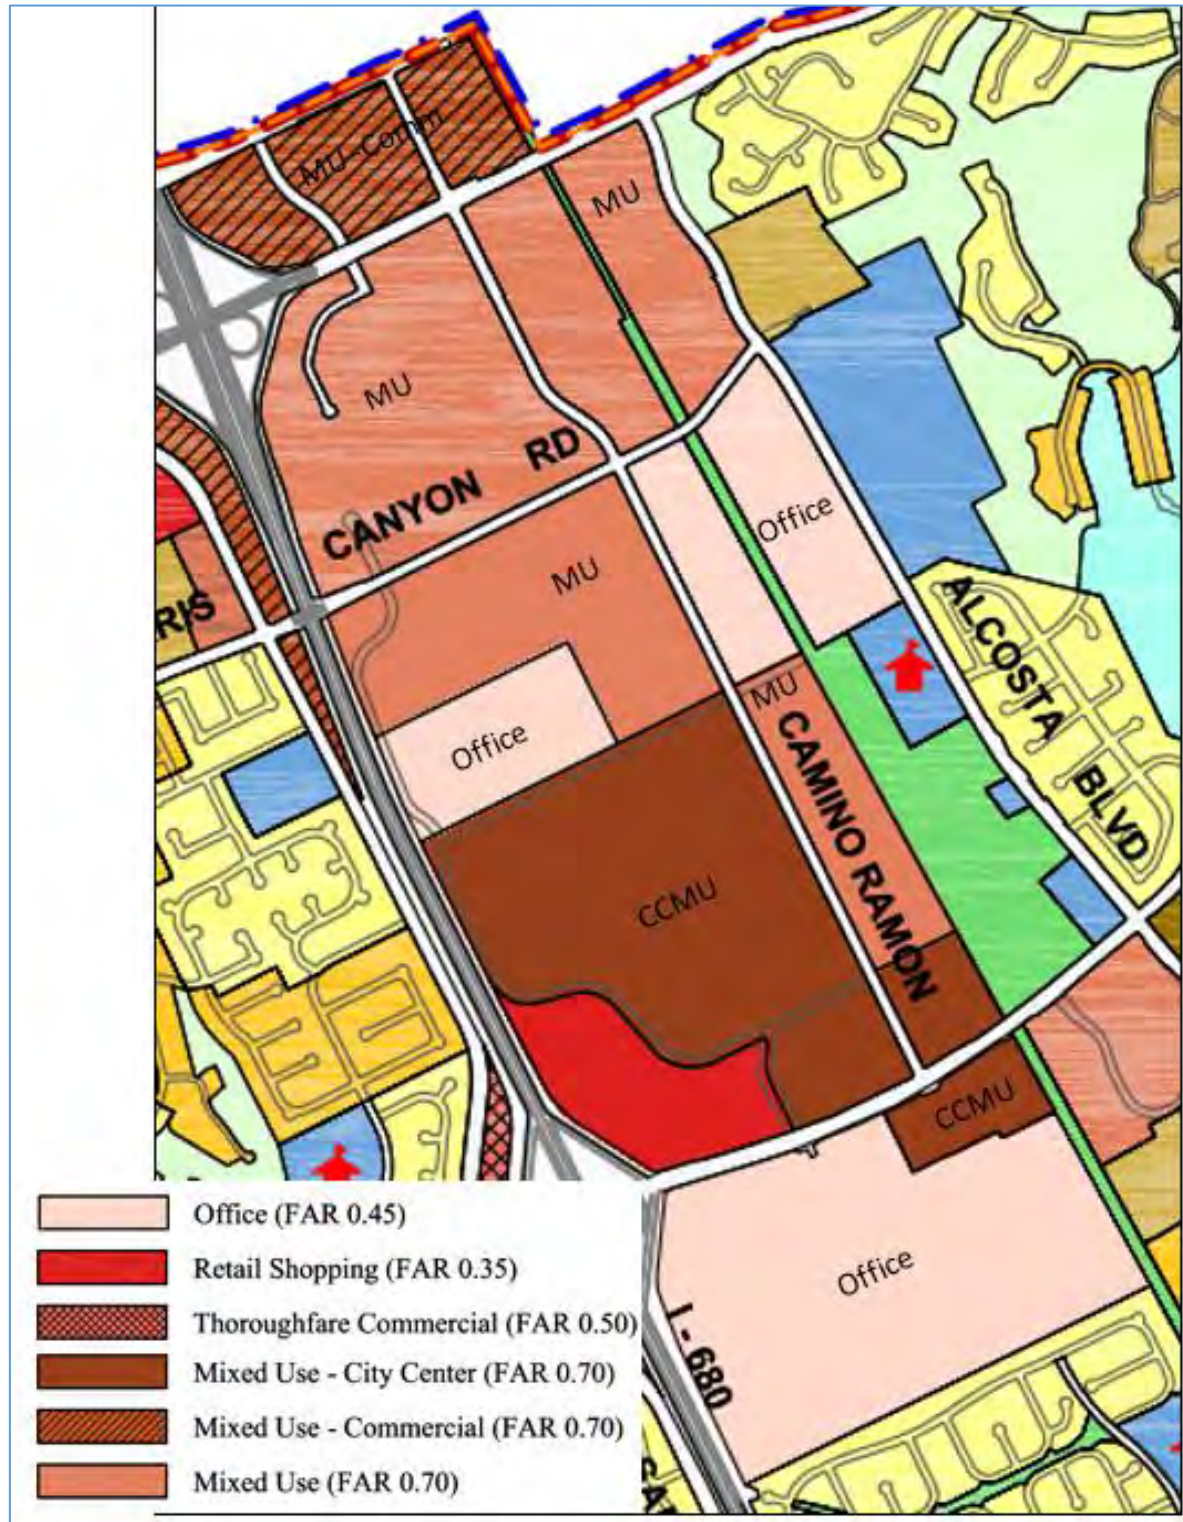 MU-Comm
MU
MU
CANYON RD
Office
MU
RIS
ALCOSTA BLVD
MU
Office
CAMINO RAMON
CCMU
CCMU
Office
I - 680
Office (FAR 0.45)
Retail Shopping (FAR 0.35)
Thoroughfare Commercial (FAR 0.50)
Mixed Use - City Center (FAR 0.70)
Mixed Use - Commercial (FAR 0.70)
Mixed Use (FAR 0.70)